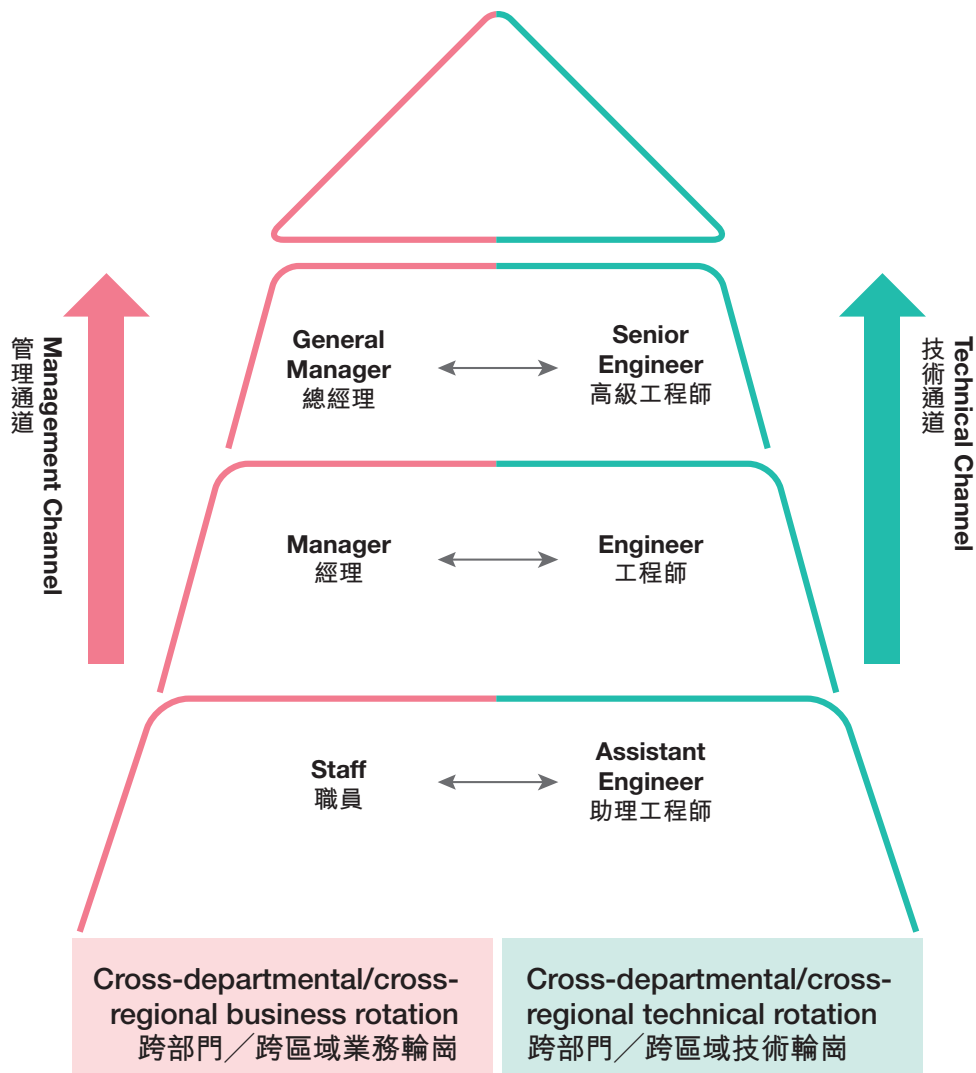 General
Manager
總經理
Senior
Engineer
高級工程師
Management Channel
管理通道
Technical Channel
技術通道
Manager
經理
Engineer
工程師
Staff
職員
Assistant
Engineer
助理工程師
Cross-departmental/cross-
regional business rotation
跨部門／跨區域業務輪崗
Cross-departmental/cross-
regional technical rotation
跨部門／跨區域技術輪崗